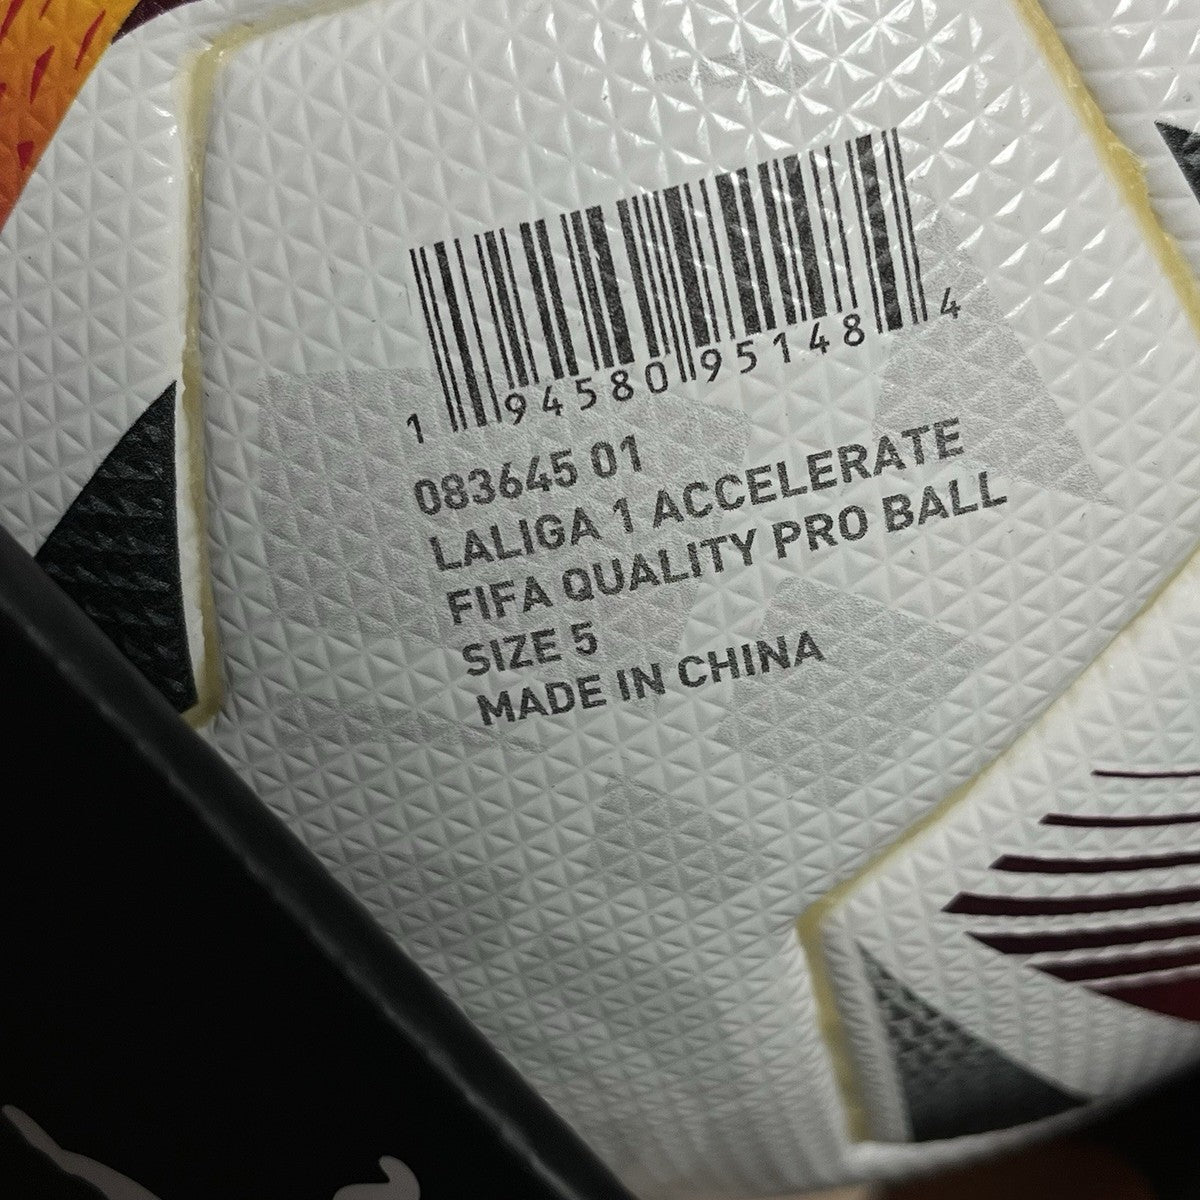 1 94580 95148 4
083645 01
LALIGA 1 ACCELERATE
FIFA QUALITY PRO BALL
SIZE 5
MADE IN CHINA